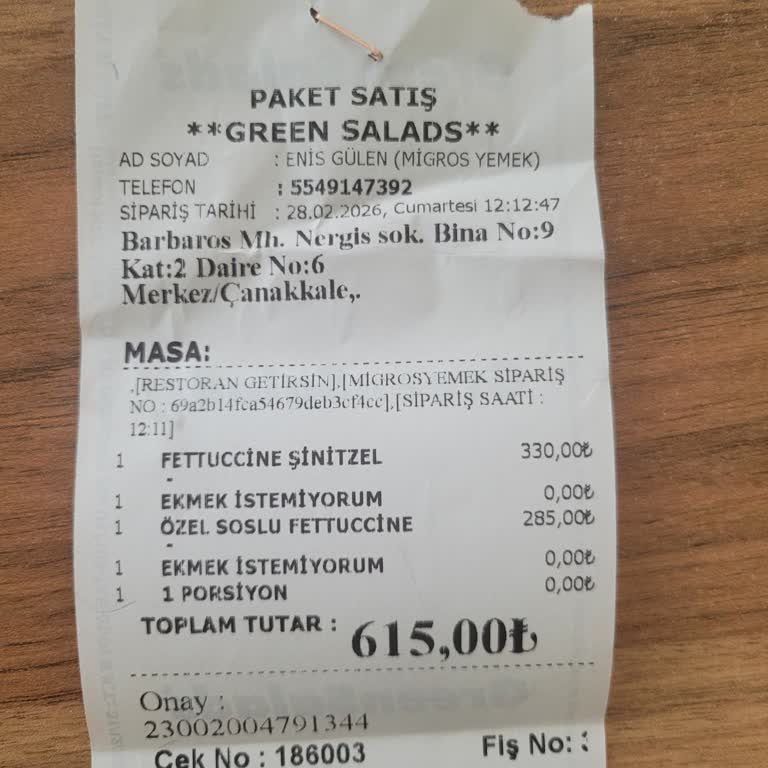 PAKET SATIŞ
**GREEN SALADS**
AD SOYAD : ENİS GÜLEN (MİGROS YEMEK)
TELEFON : 5549147392
SİPARİŞ TARİHİ : 28.02.2026, Cumartesi 12:12:47
Barbaros Mh. Nergis sok. Bina No:9
Kat:2 Daire No:6
Merkez/Çanakkale,.
MASA:
.[RESTORAN GETİRSİN],[MİGROSYEMEK SİPARİŞ
NO : 69a2b14fca54679deb3cf4cc],[SİPARİŞ SAATİ :
12:11]
1 FETTUCCİNE ŞİNİTZEL 330,00₺
-
1 EKMEK İSTEMİYORUM 0,00₺
1 ÖZEL SOSLU FETTUCCİNE 285,00₺
-
1 EKMEK İSTEMİYORUM 0,00₺
1 1 PORSİYON 0,00₺
TOPLAM TUTAR : 615,00₺
Onay :
23002004791344
Çek No : 186003 Fiş No: